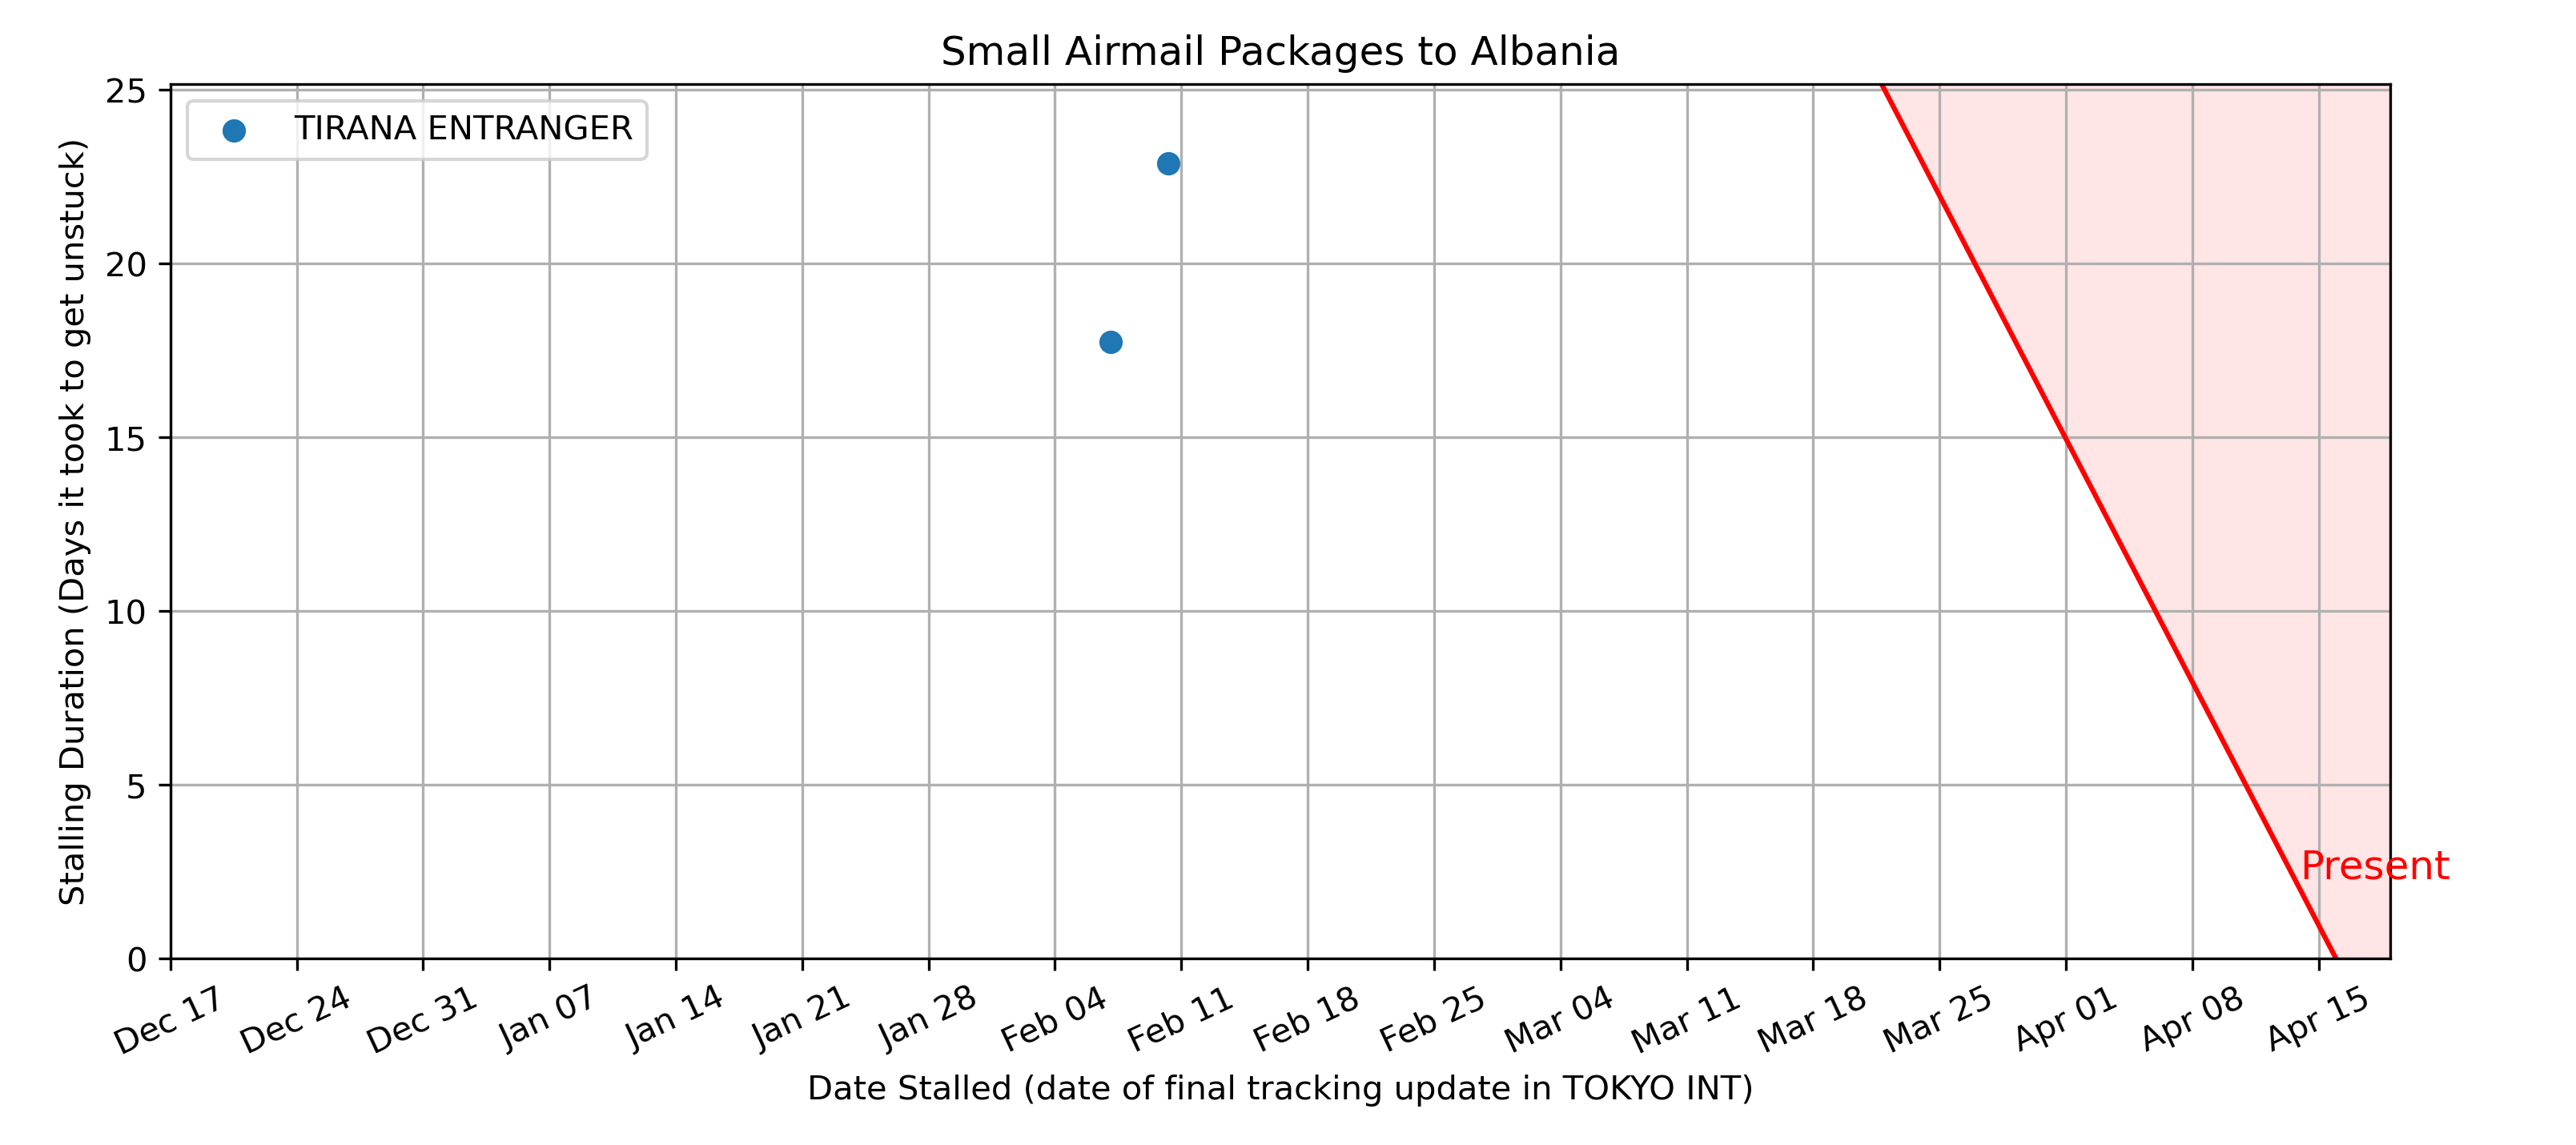 Small Airmail Packages to Albania
TIRANA ENTRANGER
Stalling Duration (Days it took to get unstuck)
25
20
15
10
5
0
Present
Dec 17
Dec 24
Dec 31
Jan 07
Jan 14
Jan 21
Jan 28
Feb 04
Feb 11
Feb 18
Feb 25
Mar 04
Mar 11
Mar 18
Mar 25
Apr 01
Apr 08
Apr 15
Date Stalled (date of final tracking update in TOKYO INT)